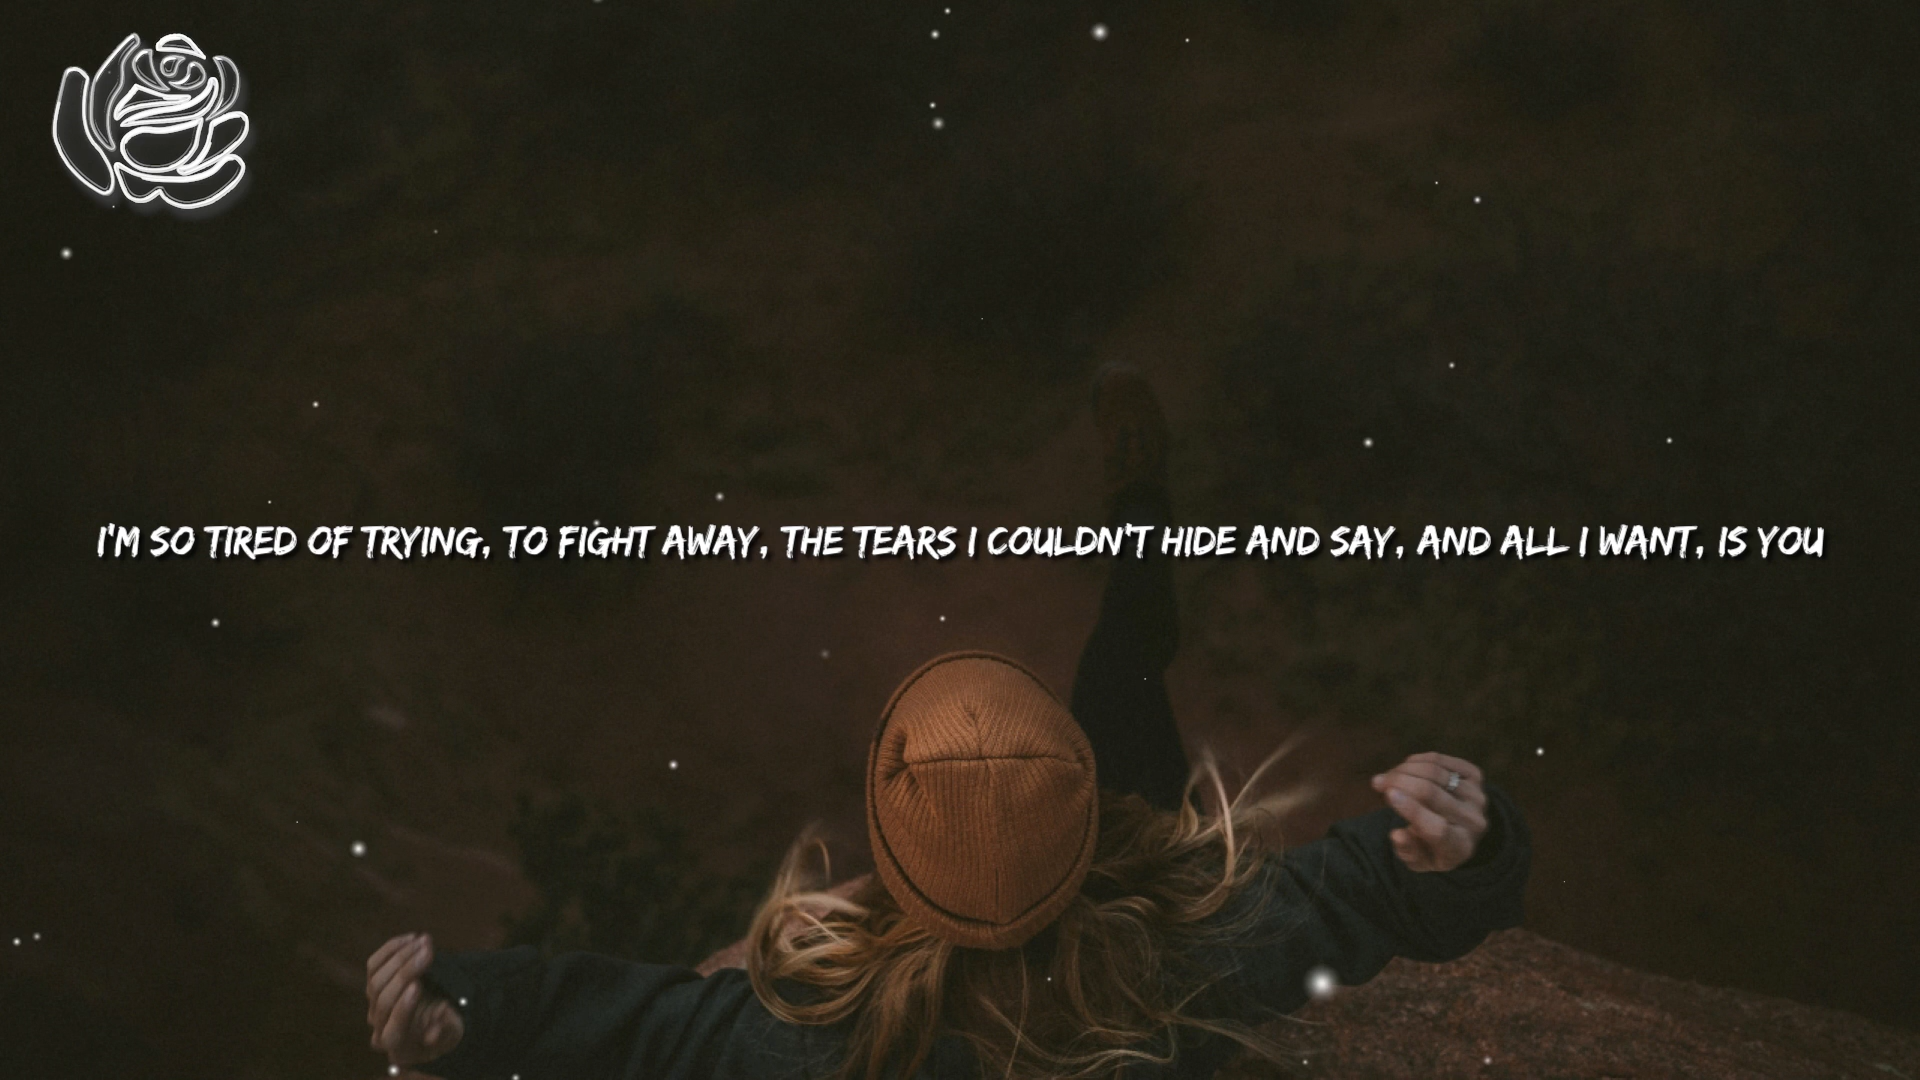 I'M SO TIRED OF TRYING, TO FIGHT AWAY, THE TEARS I COULDN'T HIDE AND SAY, AND ALL I WANT, IS YOU